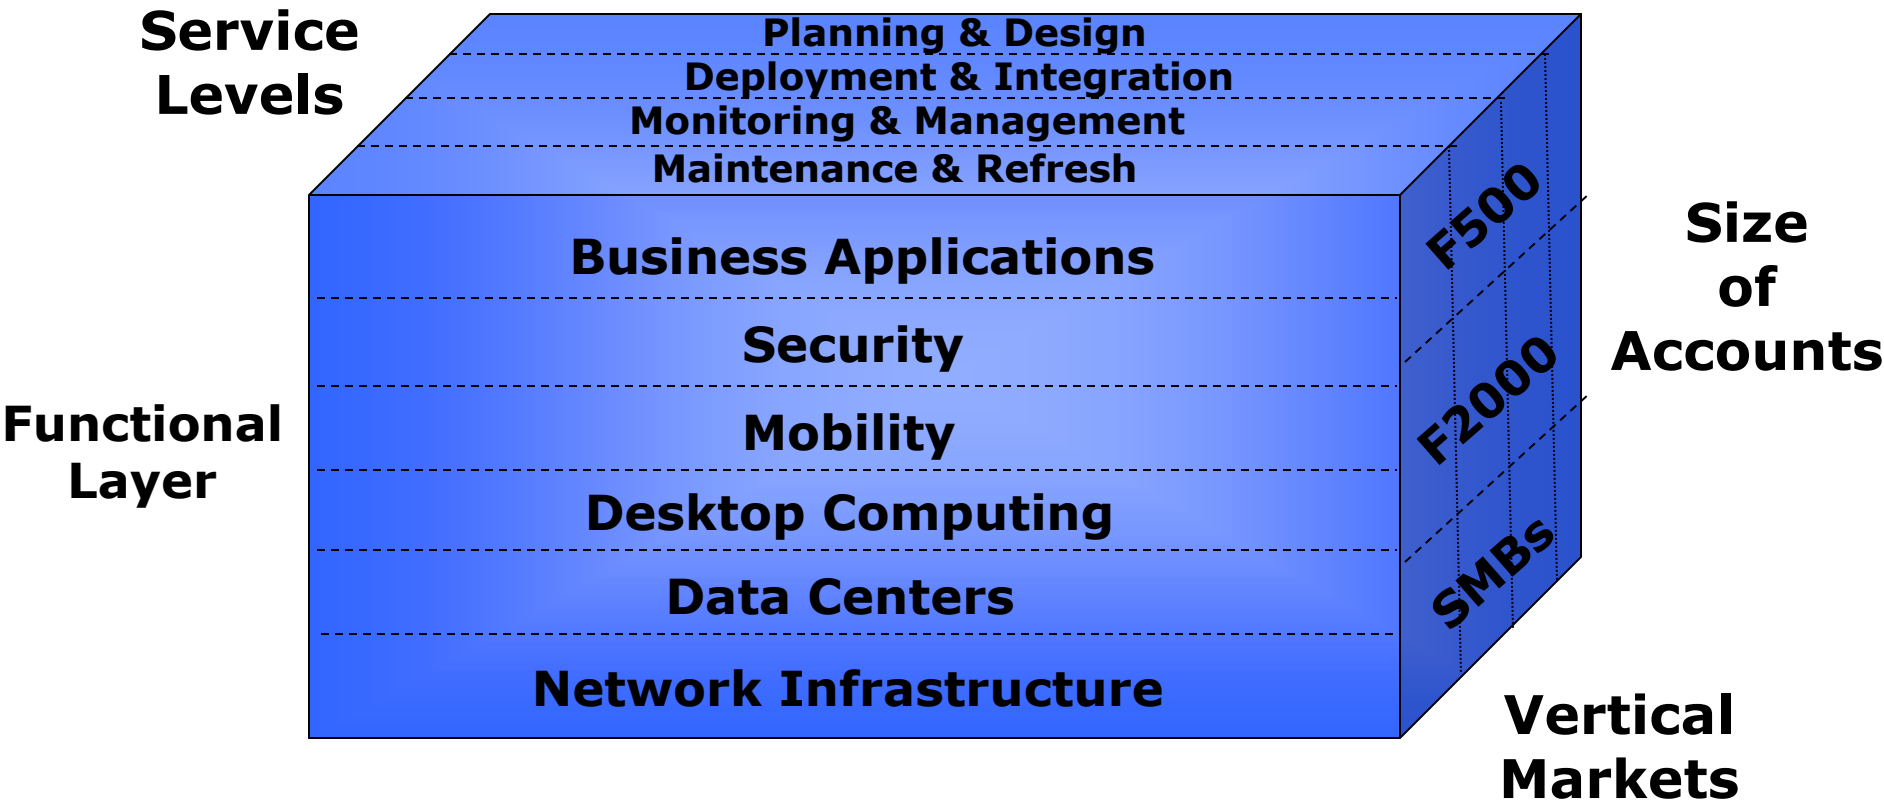 Service
Levels
Planning & Design
Deployment & Integration
Monitoring & Management
Maintenance & Refresh
Functional
Layer
Business Applications
Security
Mobility
Desktop Computing
Data Centers
Network Infrastructure
F500
F2000
SMBs
Size
of
Accounts
Vertical
Markets